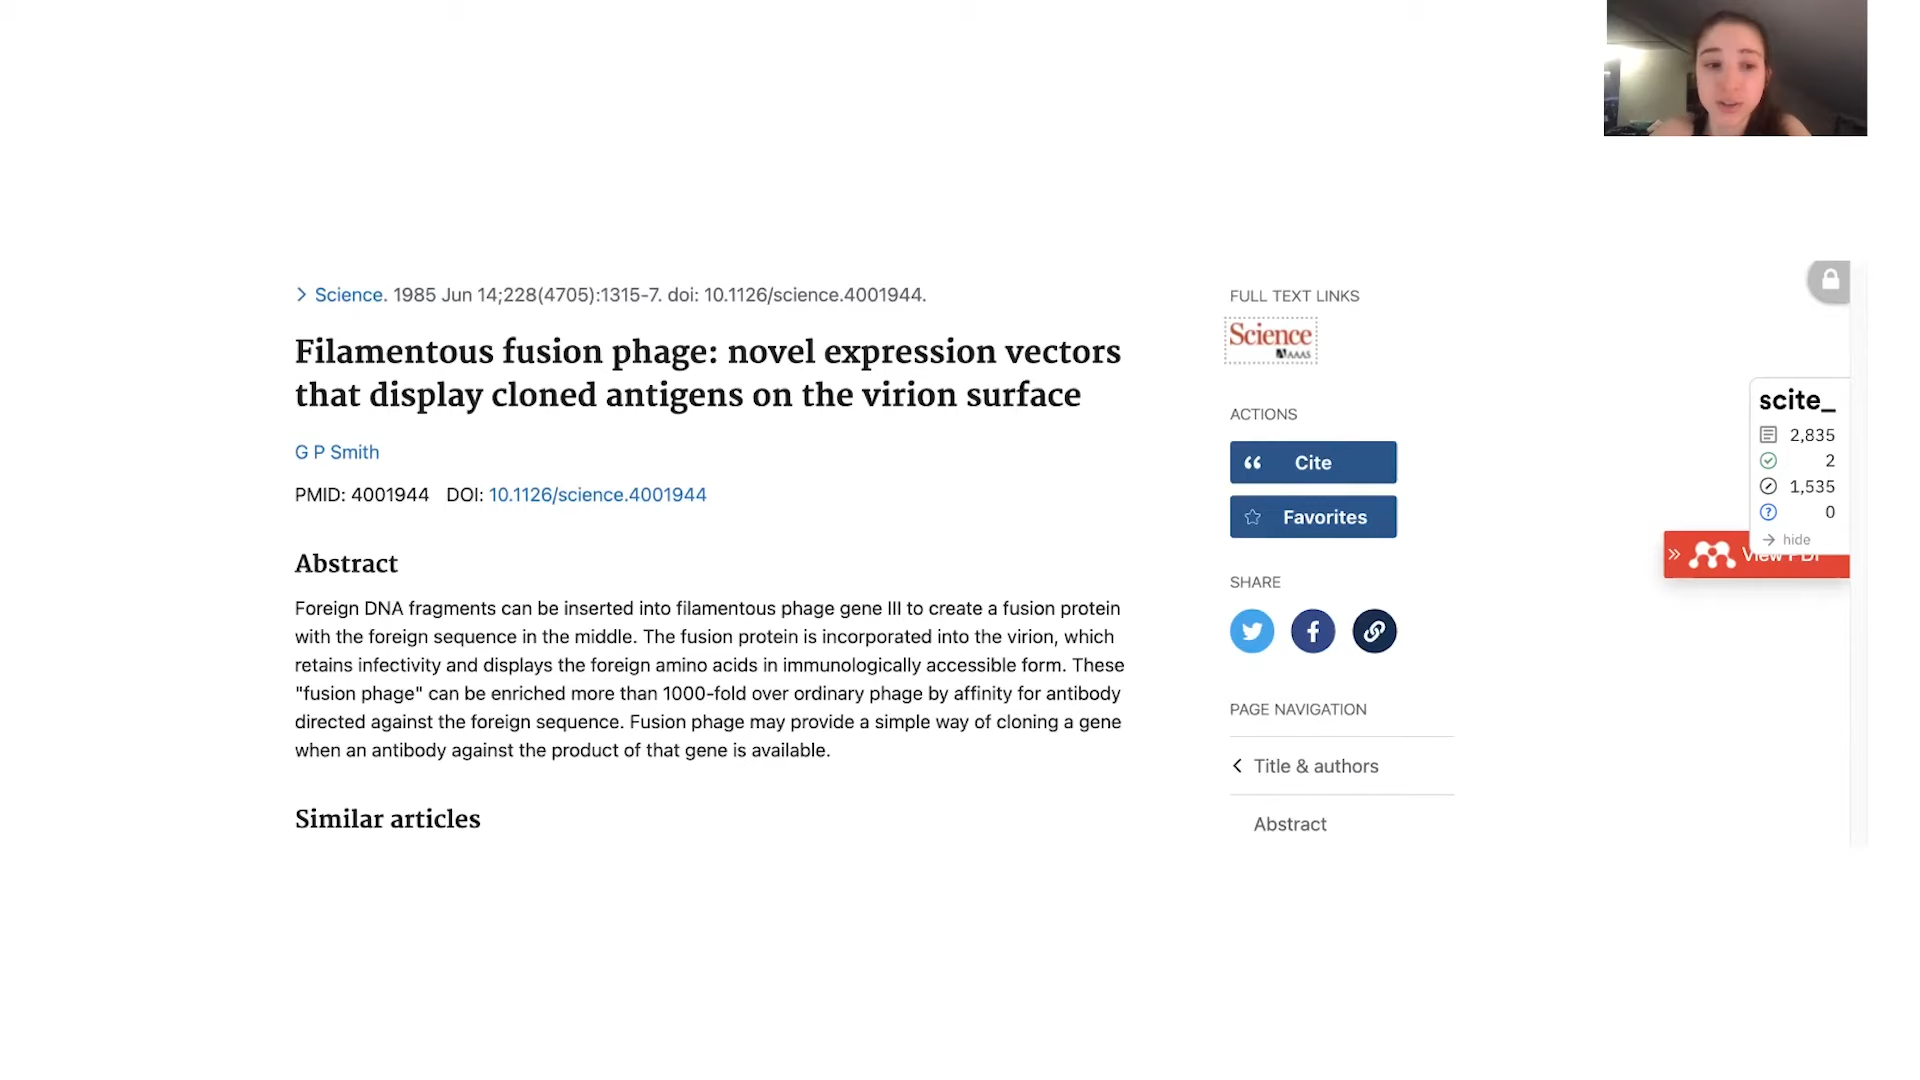 Science. 1985 Jun 14;228(4705):1315-7. doi: 10.1126/science.4001944.
Filamentous fusion phage: novel expression vectors
that display cloned antigens on the virion surface
G P Smith
PMID: 4001944 DOI: 10.1126/science.4001944
Abstract
Foreign DNA fragments can be inserted into filamentous phage gene III to create a fusion protein
with the foreign sequence in the middle. The fusion protein is incorporated into the virion, which
retains infectivity and displays the foreign amino acids in immunologically accessible form. These
"fusion phage" can be enriched more than 1000-fold over ordinary phage by affinity for antibody
directed against the foreign sequence. Fusion phage may provide a simple way of cloning a gene
when an antibody against the product of that gene is available.
Similar articles
FULL TEXT LINKS
Science
AAAS
ACTIONS
Cite
Favorites
SHARE
PAGE NAVIGATION
Title & authors
Abstract
scite_
2,835
2
1,535
0
hide
View PDF